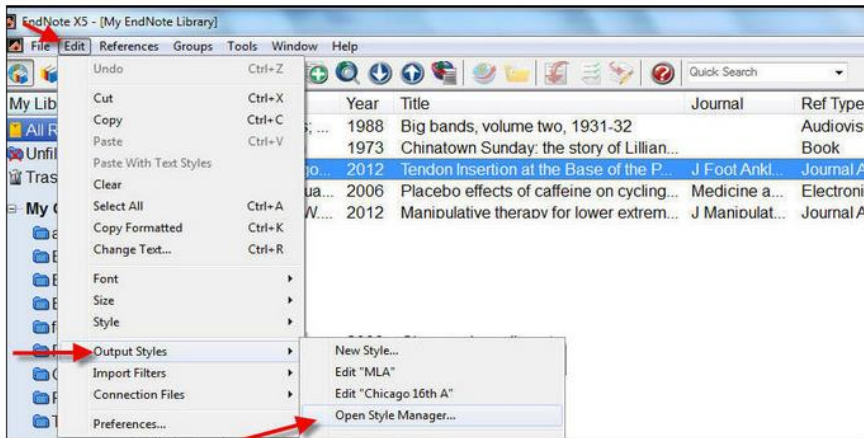 EndNote X5 - [My EndNote Library]
File Edit References Groups Tools Window Help
Quick Search
My Lib
Year Title Journal Ref Type
All R
1988 Big bands, volume two, 1931-32 Audiovis
Unfil
1973 Chinatown Sunday: the story of Lillian... Book
Tras
2012 Tendon Insertion at the Base of the P... J Foot Ankl... Journal A
2006 Placebo effects of caffeine on cycling... Medicine a... Electroni
2012 Manipulative therapy for lower extrem... J Manipulat... Journal A
Undo Ctrl+Z
Cut Ctrl+X
Copy Ctrl+C
Paste Ctrl+V
Paste With Text Styles
Clear
Select All Ctrl+A
Copy Formatted Ctrl+K
Change Text... Ctrl+R
Font
Size
Style
Output Styles
Import Filters
Connection Files
Preferences...
New Style...
Edit "MLA"
Edit "Chicago 16th A"
Open Style Manager...